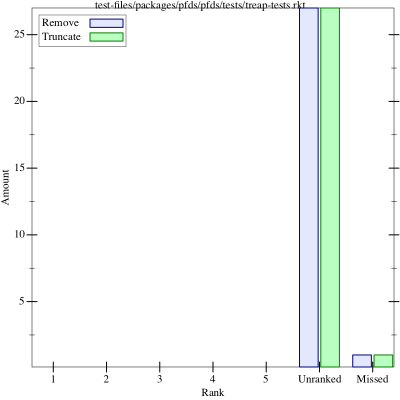 test-files/packages/pfds/pfds/tests/treap-tests.rkt
Remove
Truncate
25
20
15
10
5
Amount
1 2 3 4 5 Unranked Missed
Rank